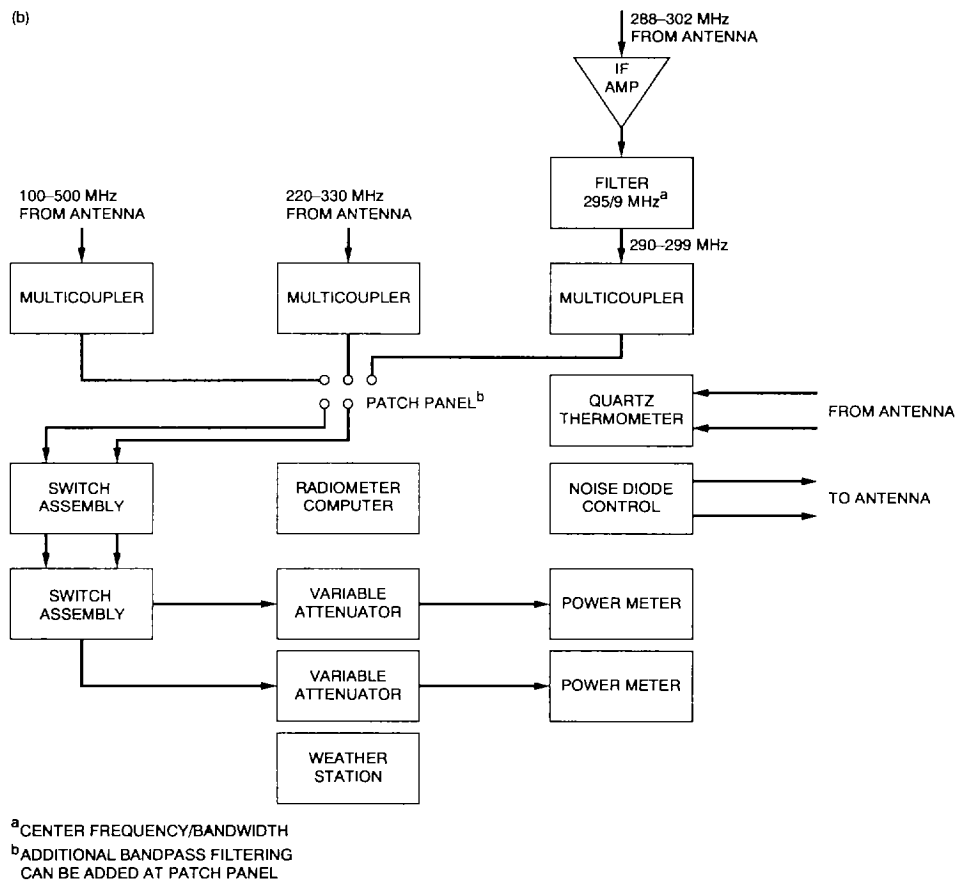 (b)
288–302 MHz
FROM ANTENNA
IF
AMP
FILTER
295/9 MHz^a
290–299 MHz
100–500 MHz
FROM ANTENNA
220–330 MHz
FROM ANTENNA
MULTICOUPLER
MULTICOUPLER
MULTICOUPLER
PATCH PANEL^b
QUARTZ
THERMOMETER
FROM ANTENNA
SWITCH
ASSEMBLY
RADIOMETER
COMPUTER
NOISE DIODE
CONTROL
TO ANTENNA
SWITCH
ASSEMBLY
VARIABLE
ATTENUATOR
POWER METER
VARIABLE
ATTENUATOR
POWER METER
WEATHER
STATION
^a CENTER FREQUENCY/BANDWIDTH
^b ADDITIONAL BANDPASS FILTERING
CAN BE ADDED AT PATCH PANEL